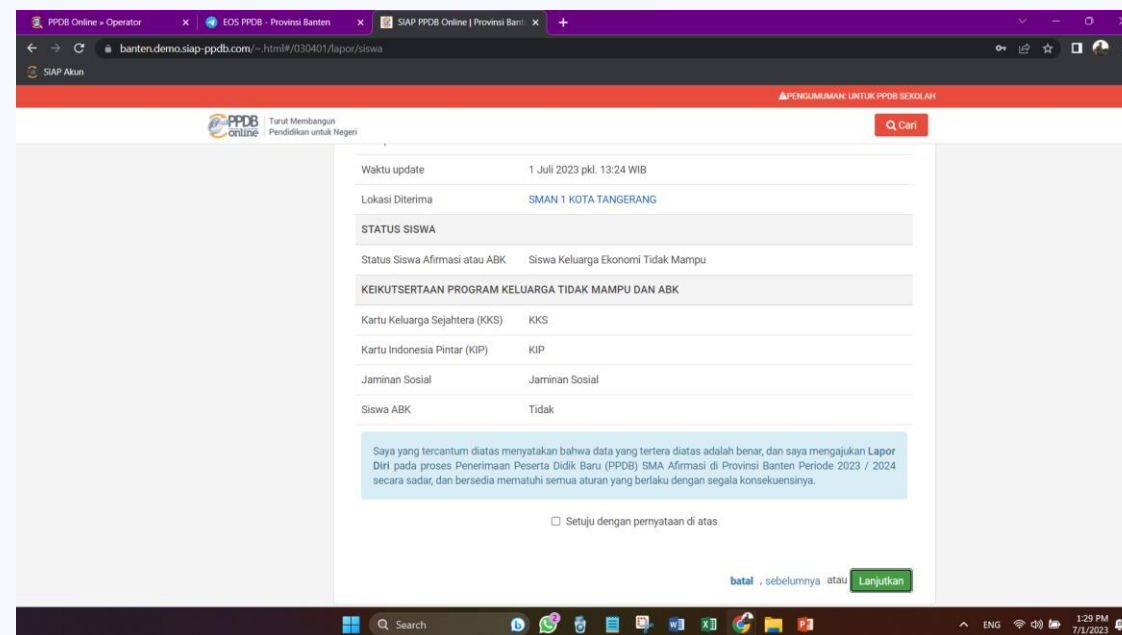 PPDB Online » Operator
EOS PPDB - Provinsi Banten
SIAP PPDB Online | Provinsi Bant
banten.demo.siap-ppdb.com/~.html#/030401/lapor/siswa
SIAP Akun
PENGUMUMAN: UNTUK PPDB SEKOLAH
PPDB online
Turut Membangun
Pendidikan untuk Negeri
Cari
Waktu update 1 Juli 2023 pkl. 13:24 WIB
Lokasi Diterima SMAN 1 KOTA TANGERANG
STATUS SISWA
Status Siswa Afirmasi atau ABK Siswa Keluarga Ekonomi Tidak Mampu
KEIKUTSERTAAN PROGRAM KELUARGA TIDAK MAMPU DAN ABK
Kartu Keluarga Sejahtera (KKS) KKS
Kartu Indonesia Pintar (KIP) KIP
Jaminan Sosial Jaminan Sosial
Siswa ABK Tidak
Saya yang tercantum diatas menyatakan bahwa data yang tertera diatas adalah benar, dan saya mengajukan Lapor
Diri pada proses Penerimaan Peserta Didik Baru (PPDB) SMA Afirmasi di Provinsi Banten Periode 2023 / 2024
secara sadar, dan bersedia mematuhi semua aturan yang berlaku dengan segala konsekuensinya.
Setuju dengan pernyataan di atas
batal , sebelumnya atau Lanjutkan
Search
ENG
1:29 PM
7/1/2023